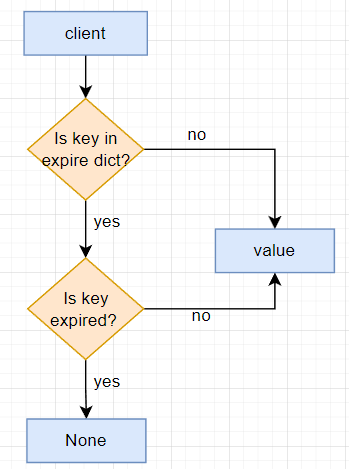 client
Is key in
expire dict?
no
yes
value
Is key
expired?
no
yes
None